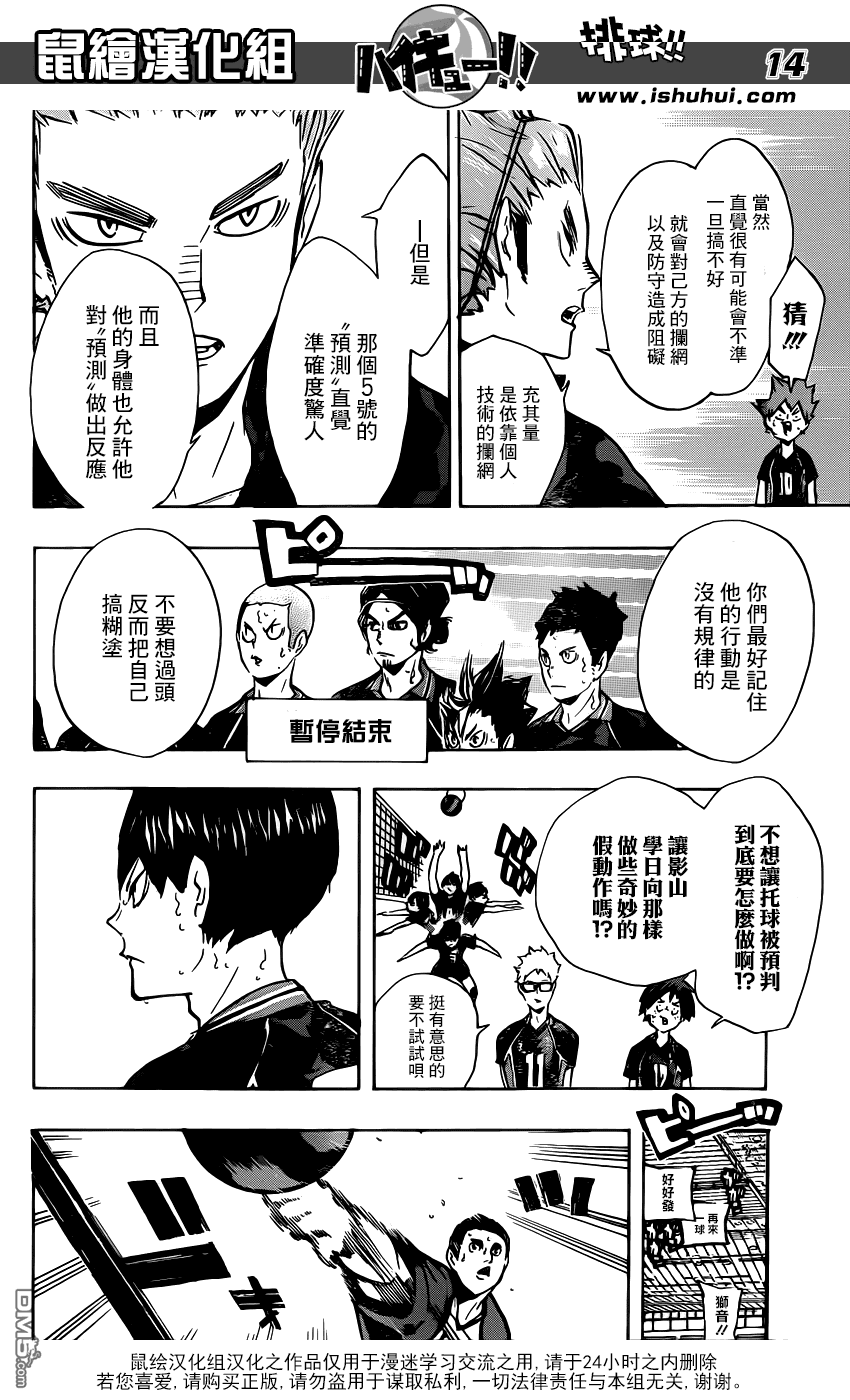 鼠繪漢化組
ハイキュー!!
排球!!
14
www.ishuhui.com
猜!!!
當然
直覺很有可能會不準
一旦搞不好
就會對己方的攔網
以及防守造成阻礙
充其量
是依靠個人
技術的攔網
—但是
那個5號的
〝預測〞直覺
準確度驚人
而且
他的身體也允許他
對〝預測〞做出反應
10
ピーッ
你們最好記住
他的行動是
沒有規律的
不要想過頭
反而把自己
搞糊塗
暫停結束
不想讓托球被預判
到底要怎麼做啊!?
讓影山
學日向那樣
做些奇妙的
假動作嗎!?
挺有意思的
要不試試唄
11
ピーッ
好好發
再來
一球
獅音!!
DM5.com
鼠绘汉化组汉化之作品仅用于漫迷学习交流之用, 请于24小时之内删除
若您喜爱, 请购买正版, 请勿盗用于谋取私利, 一切法律责任与本组无关, 谢谢。